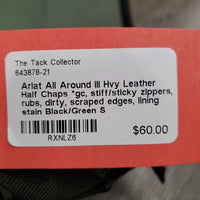 The Tack Collector
643878-21
Ariat All Around III Hvy Leather
Half Chaps *gc, stiff/sticky zippers,
rubs, dirty, scraped edges, lining
stain Black/Green S
RXNLZ6
$60.00